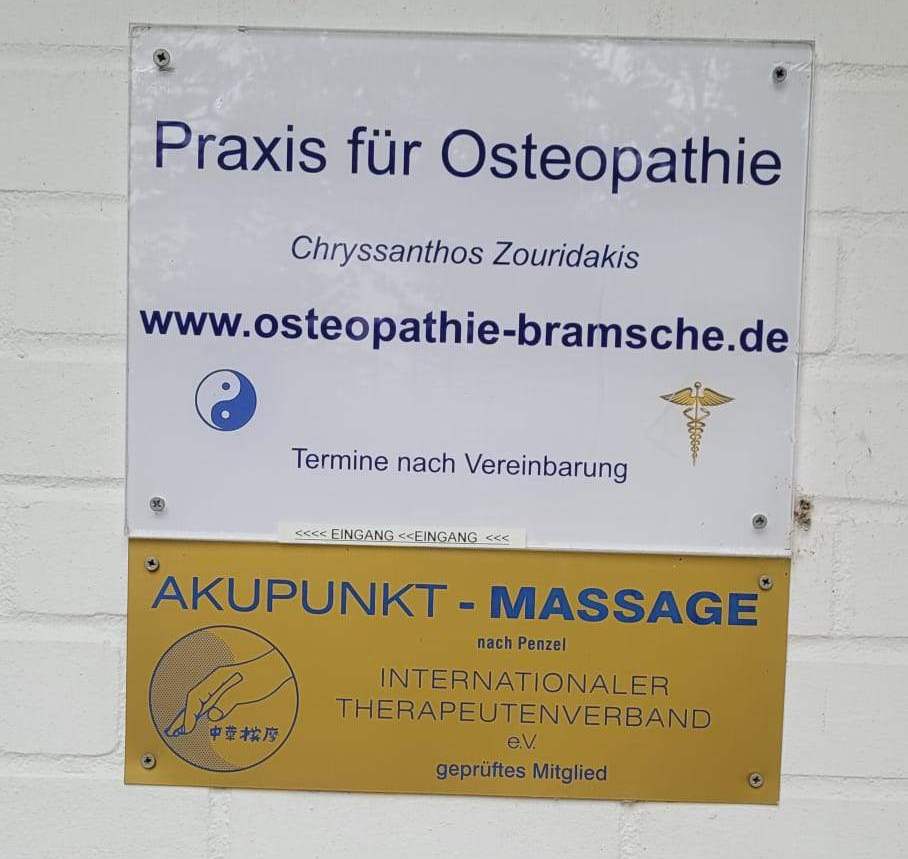 Praxis für Osteopathie
Chryssanthos Zouridakis
www.osteopathie-bramsche.de
Termine nach Vereinbarung
<<<< EINGANG <<EINGANG <<<
AKUPUNKT - MASSAGE
nach Penzel
INTERNATIONALER
THERAPEUTENVERBAND
e.V.
geprüftes Mitglied
中華按摩